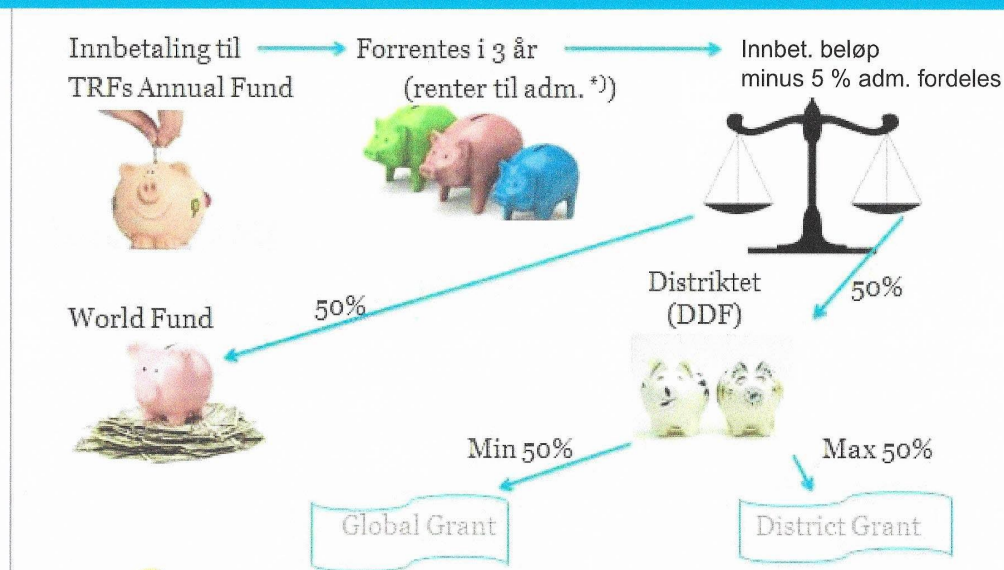 Innbetaling til
TRFs Annual Fund
Forrentes i 3 år
(renter til adm. *))
Innbet. beløp
minus 5 % adm. fordeles
50%
World Fund
Distriktet
(DDF)
50%
Min 50%
Max 50%
Global Grant
District Grant